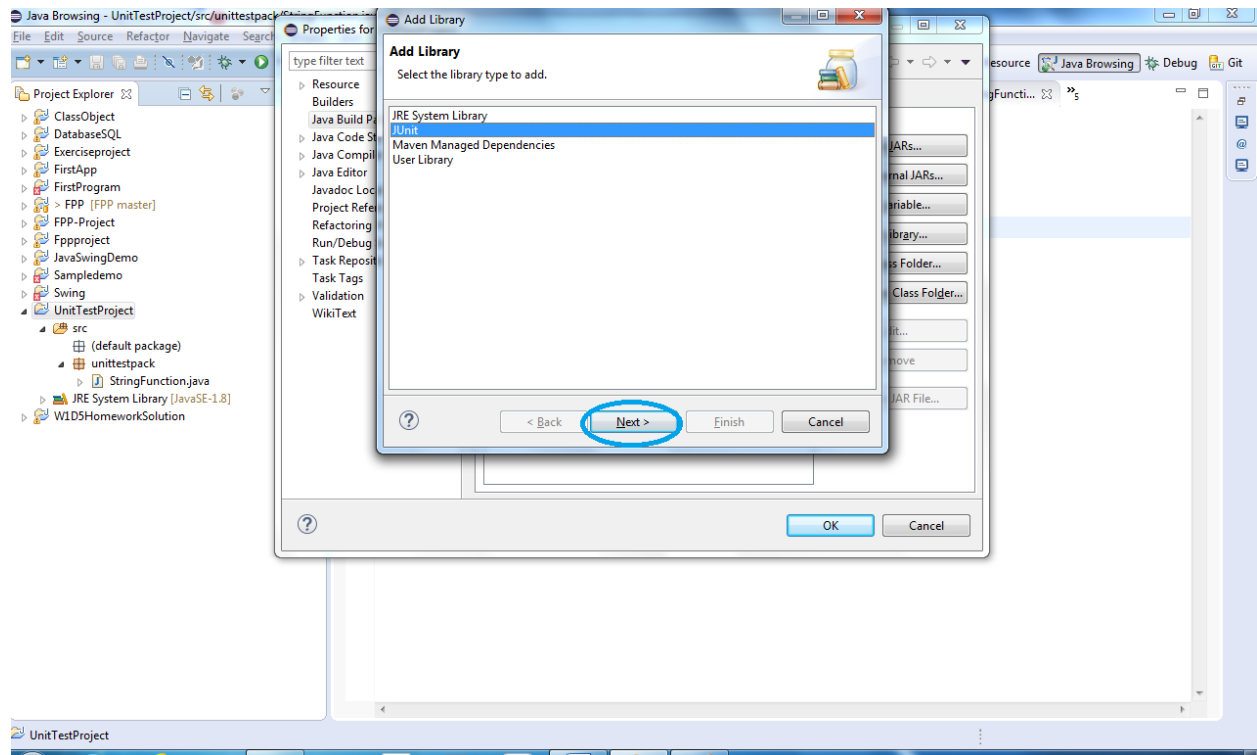 Java Browsing - UnitTestProject/src/unittestpack/StringFunction.java
File Edit Source Refactor Navigate Search
Resource Java Browsing Debug Git
Project Explorer
ClassObject
DatabaseSQL
Exerciseproject
FirstApp
FirstProgram
> FPP [FPP master]
FPP-Project
Fppproject
JavaSwingDemo
Sampledemo
Swing
UnitTestProject
src
(default package)
unittestpack
StringFunction.java
JRE System Library [JavaSE-1.8]
W1D5HomeworkSolution
Properties for
type filter text
Resource
Builders
Java Build Pa
Java Code St
Java Compil
Java Editor
Javadoc Loc
Project Refe
Refactoring
Run/Debug
Task Reposit
Task Tags
Validation
WikiText
Add Library
Add Library
Select the library type to add.
JRE System Library
JUnit
Maven Managed Dependencies
User Library
< Back Next > Finish Cancel
JARs...
rnal JARs...
ariable...
ibrary...
ss Folder...
Class Folder...
dit...
move
JAR File...
OK Cancel
gFuncti... »5
UnitTestProject